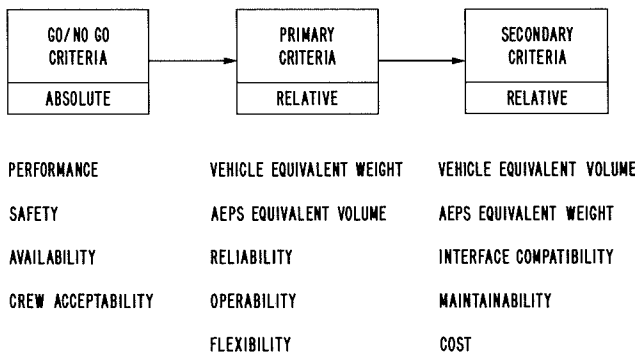 GO/NO GO
CRITERIA
ABSOLUTE
PRIMARY
CRITERIA
RELATIVE
SECONDARY
CRITERIA
RELATIVE
PERFORMANCE
SAFETY
AVAILABILITY
CREW ACCEPTABILITY
VEHICLE EQUIVALENT WEIGHT
AEPS EQUIVALENT VOLUME
RELIABILITY
OPERABILITY
FLEXIBILITY
VEHICLE EQUIVALENT VOLUME
AEPS EQUIVALENT WEIGHT
INTERFACE COMPATIBILITY
MAINTAINABILITY
COST